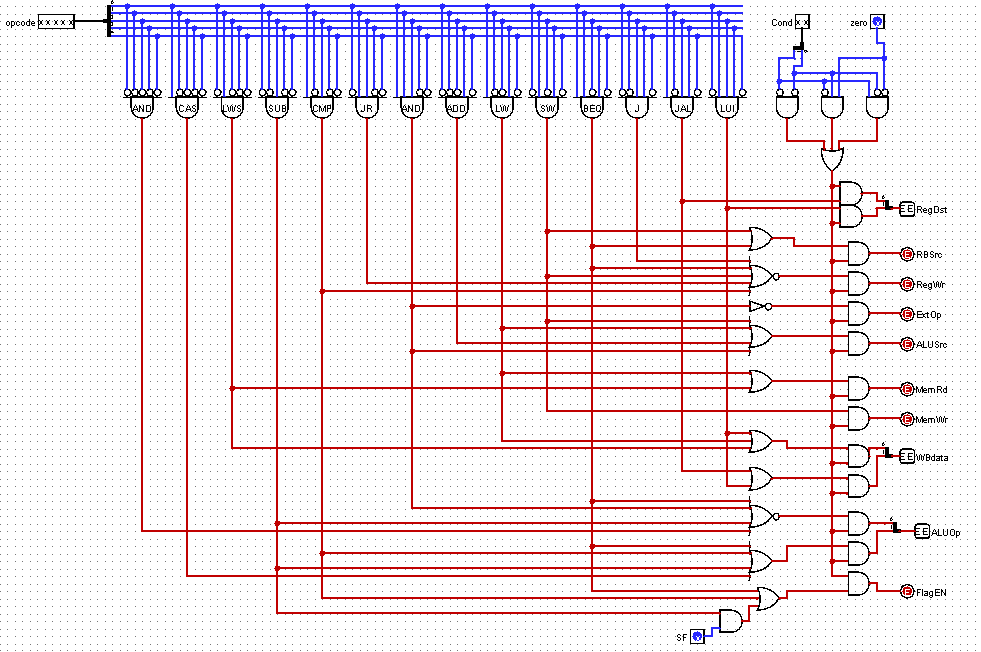 opcode x x x x x
Cond x x
zero
AND CAS LWS SUB CMP JR AND ADD LW SW BEQ J JAL LUI
E E RegDst
E RBSrc
E RegWr
E ExtOp
E ALUSrc
E MemRd
E MemWr
E E WBdata
E E ALUOp
E FlagEN
SF